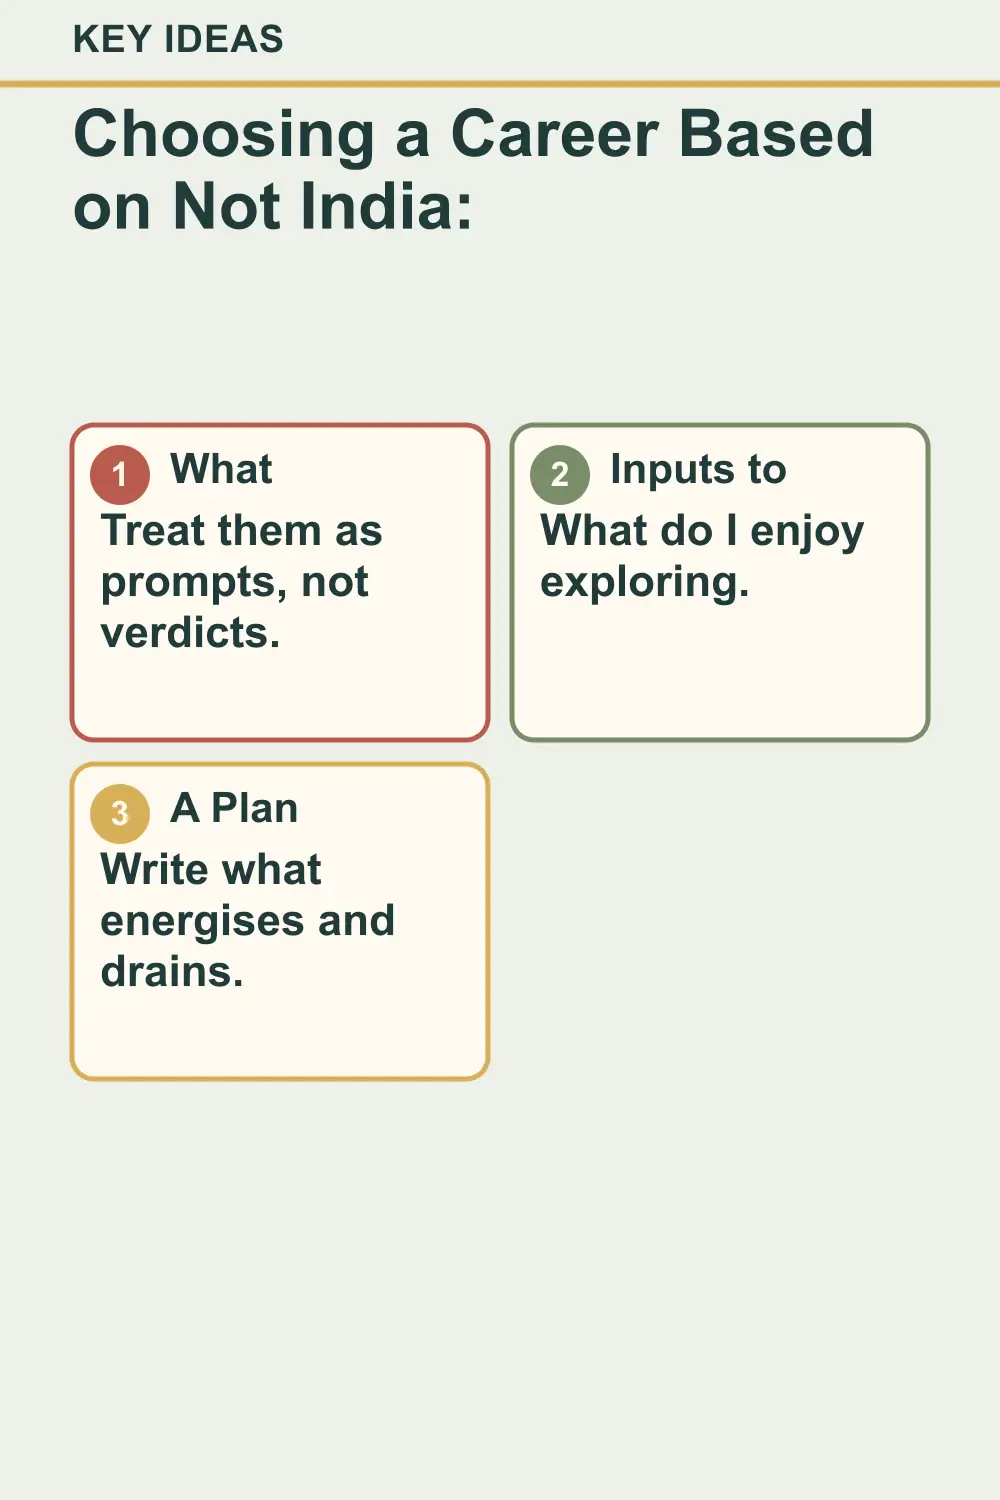 KEY IDEAS
Choosing a Career Based
on Not India:
1 What
Treat them as
prompts, not
verdicts.
2 Inputs to
What do I enjoy
exploring.
3 A Plan
Write what
energises and
drains.